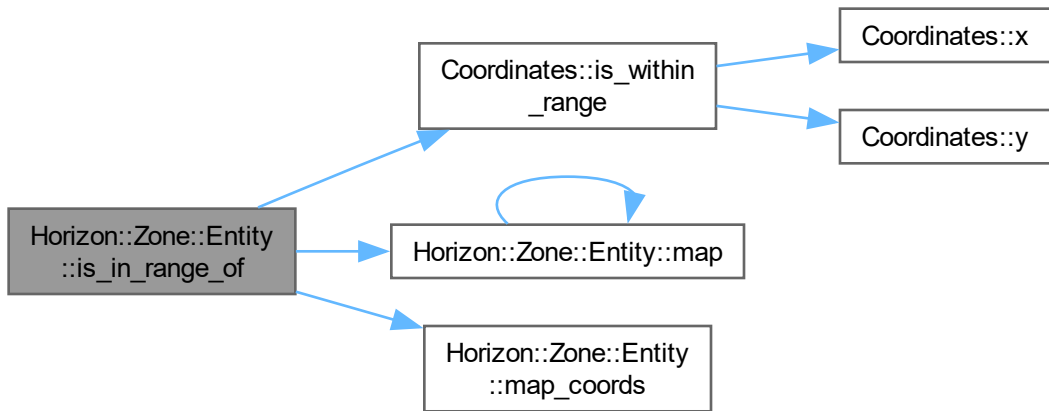 Horizon::Zone::Entity
::is_in_range_of
Coordinates::is_within
_range
Coordinates::x
Coordinates::y
Horizon::Zone::Entity::map
Horizon::Zone::Entity
::map_coords